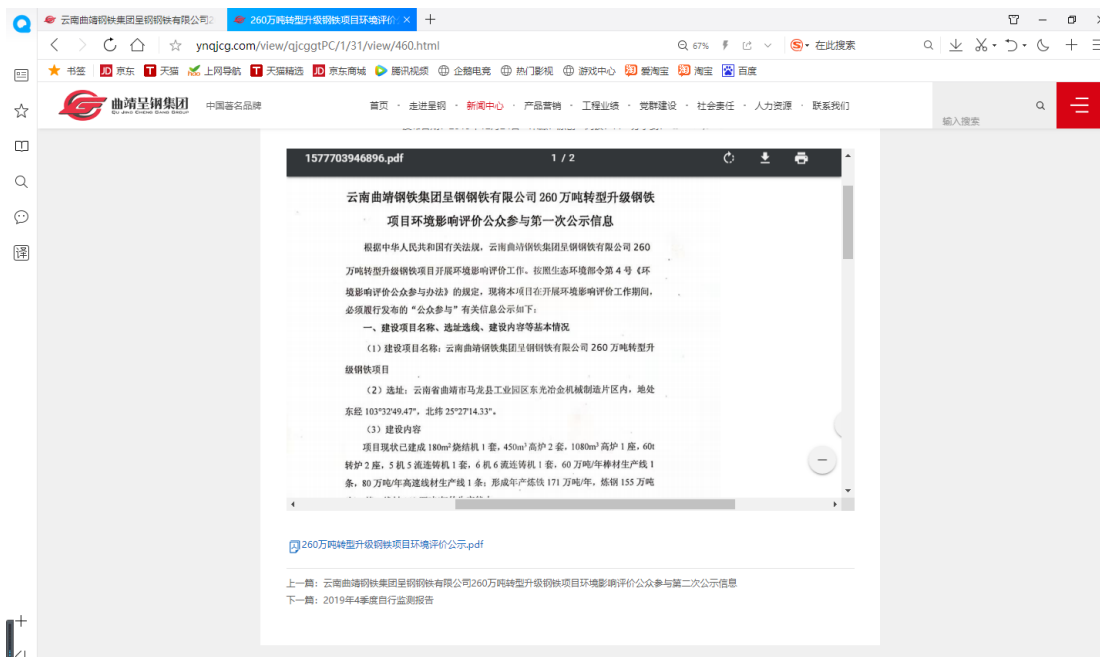 云南曲靖钢铁集团呈钢钢铁有限公司2
260万吨转型升级钢铁项目环境评价
ynqjcg.com/view/qjcggtPC/1/31/view/460.html
67%
在此搜索
书签 京东 天猫 上网导航 天猫精选 京东商城 腾讯视频 企鹅电竞 热门影视 游戏中心 爱淘宝 淘宝 百度
译
曲靖呈钢集团
QU JING CHENG GANG GROUP
中国著名品牌
首页 · 走进呈钢 · 新闻中心 · 产品营销 · 工程业绩 · 党群建设 · 社会责任 · 人力资源 · 联系我们
输入搜索
1577703946896.pdf 1 / 2
云南曲靖钢铁集团呈钢钢铁有限公司 260 万吨转型升级钢铁
项目环境影响评价公众参与第一次公示信息
根据中华人民共和国有关法规，云南曲靖钢铁集团呈钢钢铁有限公司 260
万吨转型升级钢铁项目开展环境影响评价工作。按照生态环境部令第 4 号《环
境影响评价公众参与办法》的规定，现将本项目在开展环境影响评价工作期间，
必须履行发布的“公众参与”有关信息公示如下：
一、建设项目名称、选址选线、建设内容等基本情况
（1）建设项目名称：云南曲靖钢铁集团呈钢钢铁有限公司 260 万吨转型升
级钢铁项目
（2）选址：云南省曲靖市马龙县工业园区东光冶金机械制造片区内，地处
东经 103°32'49.47"，北纬 25°27'14.33"。
（3）建设内容
项目现状已建成 180m² 烧结机 1 套，450m³ 高炉 2 套，1080m³ 高炉 1 座，60t
转炉 2 座，5 机 5 流连铸机 1 套，6 机 6 流连铸机 1 套，60 万吨/年棒材生产线 1
条，80 万吨/年高速线材生产线 1 条；形成年产炼铁 171 万吨/年，炼钢 155 万吨
260万吨转型升级钢铁项目环境评价公示.pdf
上一篇：云南曲靖钢铁集团呈钢钢铁有限公司260万吨转型升级钢铁项目环境影响评价公众参与第二次公示信息
下一篇：2019年4季度自行监测报告